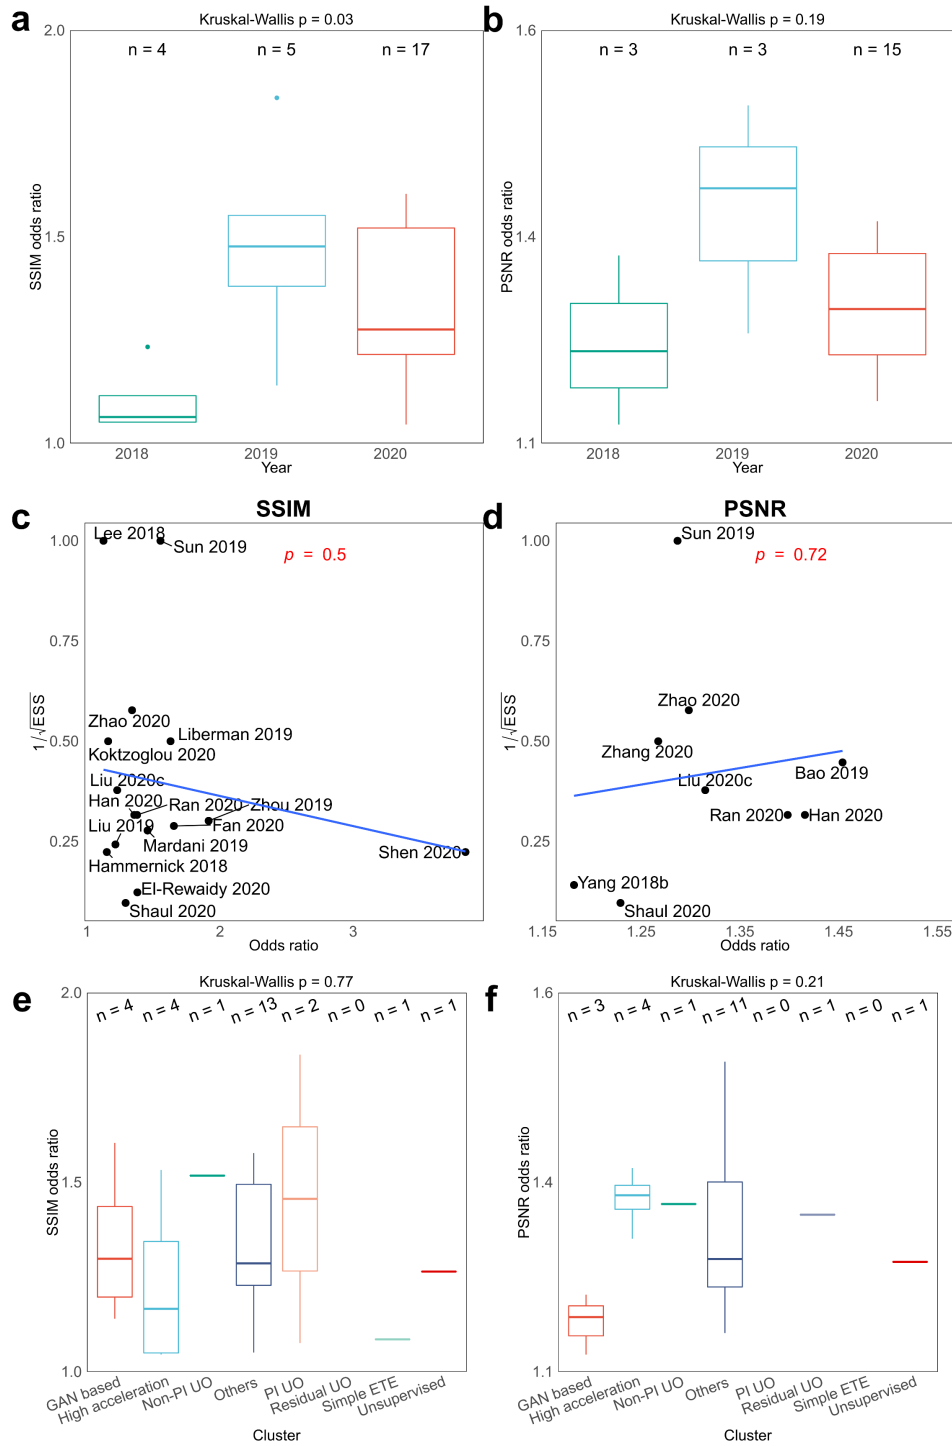 a
Kruskal-Wallis p = 0.03
2.0
n = 4
n = 5
n = 17
SSIM odds ratio
1.5
1.0
2018
2019
2020
Year
b
Kruskal-Wallis p = 0.19
1.6
n = 3
n = 3
n = 15
PSNR odds ratio
1.4
1.1
2018
2019
2020
Year
c
SSIM
1.00
Lee 2018
Sun 2019
p = 0.5
0.75
1/√ESS
Zhao 2020
Liberman 2019
0.50
Koktzoglou 2020
Liu 2020c
Han 2020
Ran 2020
Zhou 2019
Liu 2019
Fan 2020
0.25
Mardani 2019
Shen 2020
Hammernick 2018
El-Rewaidy 2020
Shaul 2020
1
2
3
Odds ratio
d
PSNR
1.00
Sun 2019
p = 0.72
0.75
1/√ESS
Zhao 2020
0.50
Zhang 2020
Bao 2019
Liu 2020c
Ran 2020
Han 2020
0.25
Yang 2018b
Shaul 2020
1.15
1.25
1.35
1.45
1.55
Odds ratio
e
Kruskal-Wallis p = 0.77
2.0
n = 4
n = 4
n = 1
n = 13
n = 2
n = 0
n = 1
n = 1
SSIM odds ratio
1.5
1.0
GAN based
High acceleration
Non-PI UO
Others
PI UO
Residual UO
Simple ETE
Unsupervised
Cluster
f
Kruskal-Wallis p = 0.21
1.6
n = 3
n = 4
n = 1
n = 11
n = 0
n = 1
n = 0
n = 1
PSNR odds ratio
1.4
1.1
GAN based
High acceleration
Non-PI UO
Others
PI UO
Residual UO
Simple ETE
Unsupervised
Cluster